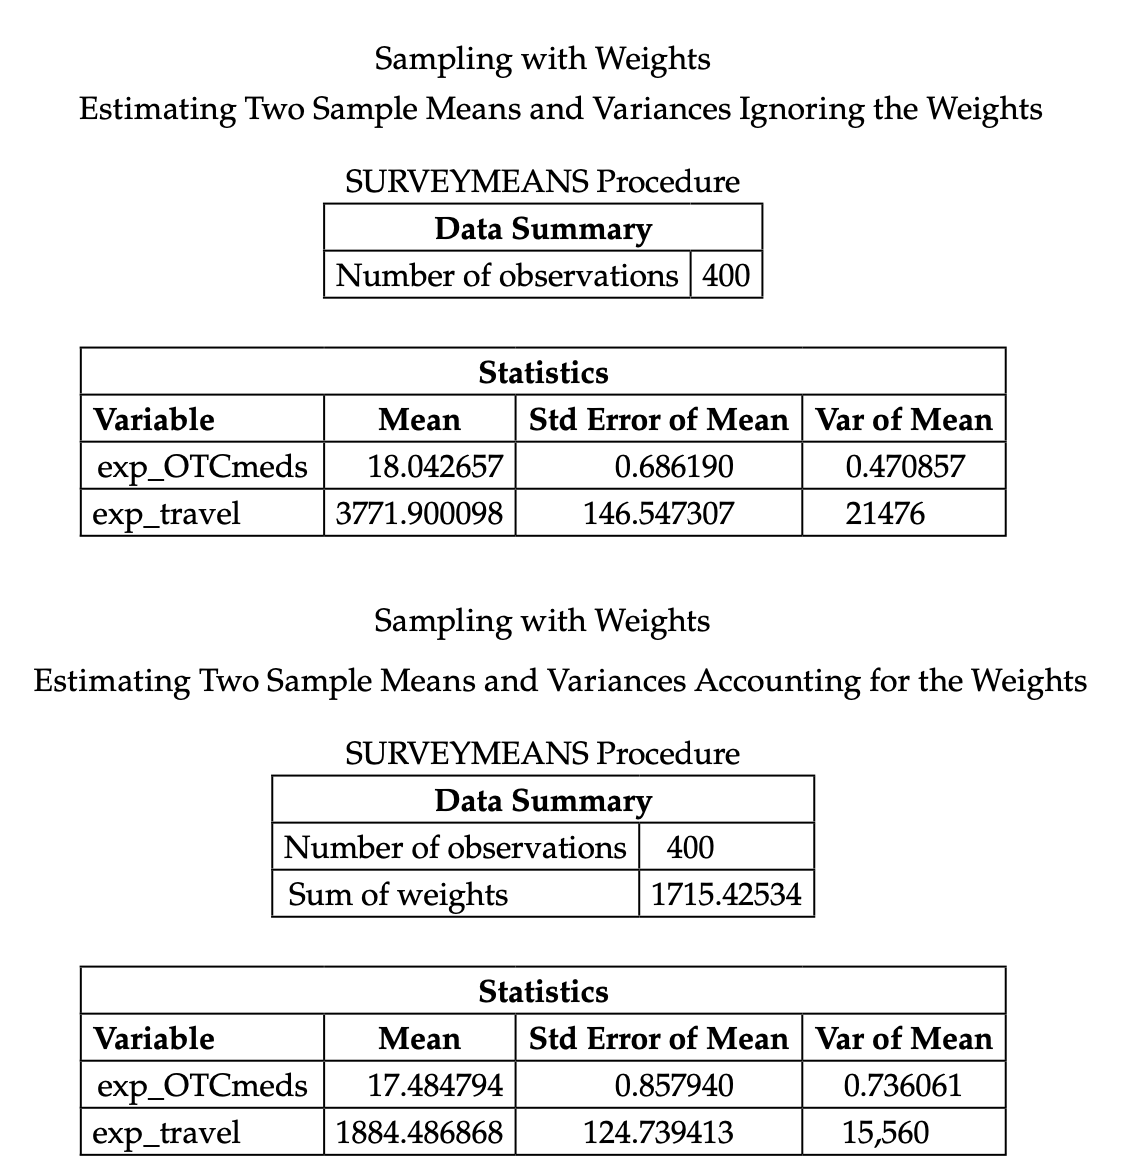 Sampling with Weights
Estimating Two Sample Means and Variances Ignoring the Weights
SURVEYMEANS Procedure
Data Summary
Number of observations 400
Statistics
Variable Mean Std Error of Mean Var of Mean
exp_OTCmeds 18.042657 0.686190 0.470857
exp_travel 3771.900098 146.547307 21476
Sampling with Weights
Estimating Two Sample Means and Variances Accounting for the Weights
SURVEYMEANS Procedure
Data Summary
Number of observations 400
Sum of weights 1715.42534
Statistics
Variable Mean Std Error of Mean Var of Mean
exp_OTCmeds 17.484794 0.857940 0.736061
exp_travel 1884.486868 124.739413 15,560